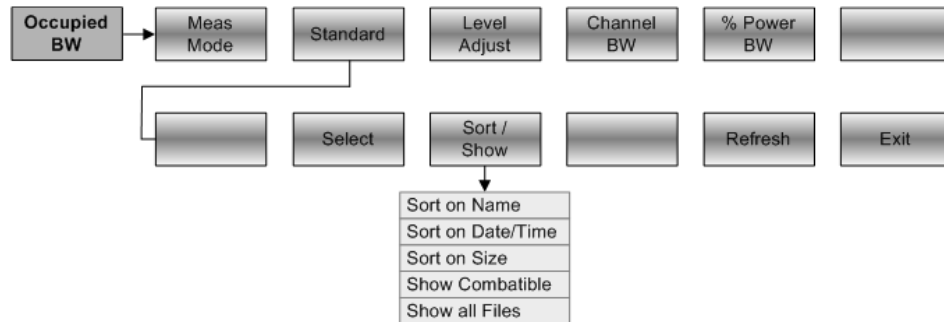 Occupied
BW
Meas
Mode
Standard
Level
Adjust
Channel
BW
% Power
BW
Select
Sort /
Show
Refresh
Exit
Sort on Name
Sort on Date/Time
Sort on Size
Show Combatible
Show all Files